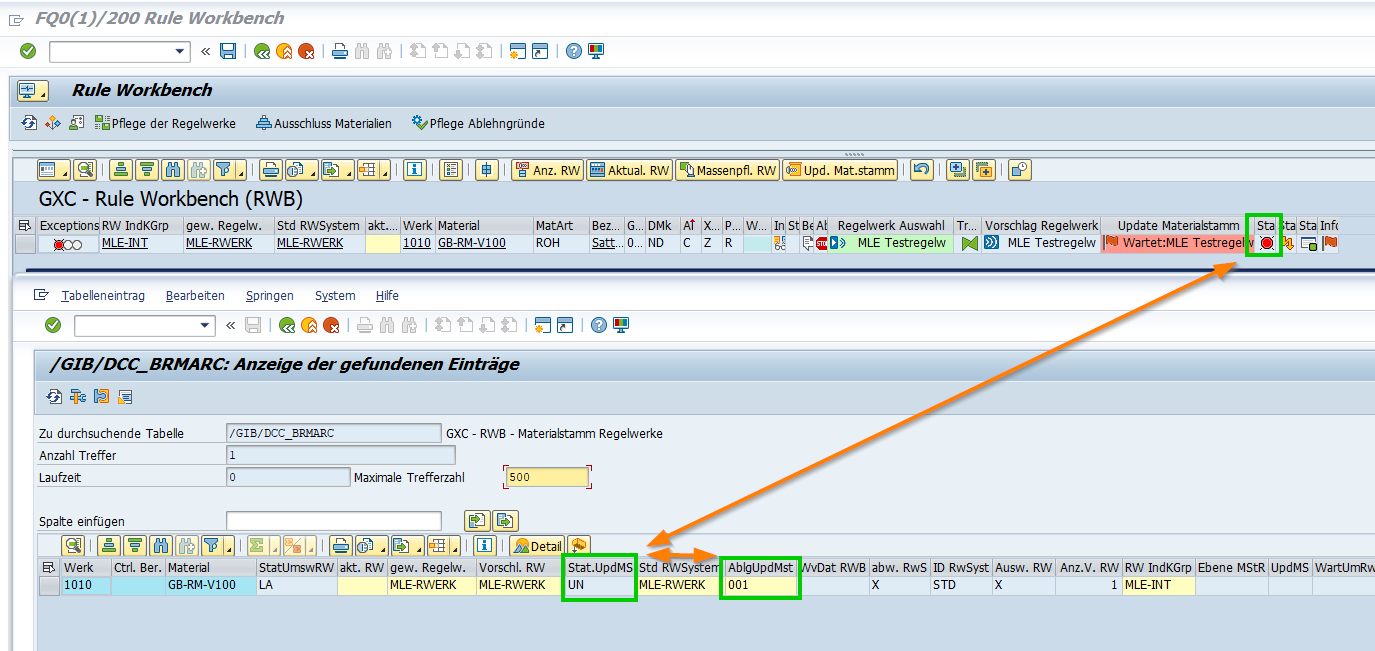 FQ0(1)/200 Rule Workbench
Rule Workbench
Pflege der Regelwerke Ausschluss Materialien Pflege Ablehngründe
Anz. RW Aktual. RW Massenpfl. RW Upd. Mat.stamm
GXC - Rule Workbench (RWB)
Exceptions RW IndKGrp gew. Regelw. Std RWSystem akt.... Werk Material MatArt Bez... G... DMk A X... P... W... In St Be Ab Regelwerk Auswahl Tr... Vorschlag Regelwerk Update Materialstamm Sta Sta Sta Info
MLE-INT MLE-RWERK MLE-RWERK 1010 GB-RM-V100 ROH Satt... 0... ND C Z R STOP MLE Testregelw MLE Testregelw Wartet:MLE Testregelw
Tabelleneintrag Bearbeiten Springen System Hilfe
/GIB/DCC_BRMARC: Anzeige der gefundenen Einträge
Zu durchsuchende Tabelle /GIB/DCC_BRMARC GXC - RWB - Materialstamm Regelwerke
Anzahl Treffer 1
Laufzeit 0 Maximale Trefferzahl 500
Spalte einfügen
Detail
Werk Ctrl. Ber. Material StatUmswRW akt. RW gew. Regelw. Vorschl. RW Stat.UpdMS Std RWSystem AblgUpdMst WvDat RWB abw. RwS ID RwSyst Ausw. RW Anz.V. RW RW IndKGrp Ebene MStR UpdMS WartUmRw
1010 GB-RM-V100 LA MLE-RWERK MLE-RWERK UN MLE-RWERK 001 X STD X 1 MLE-INT